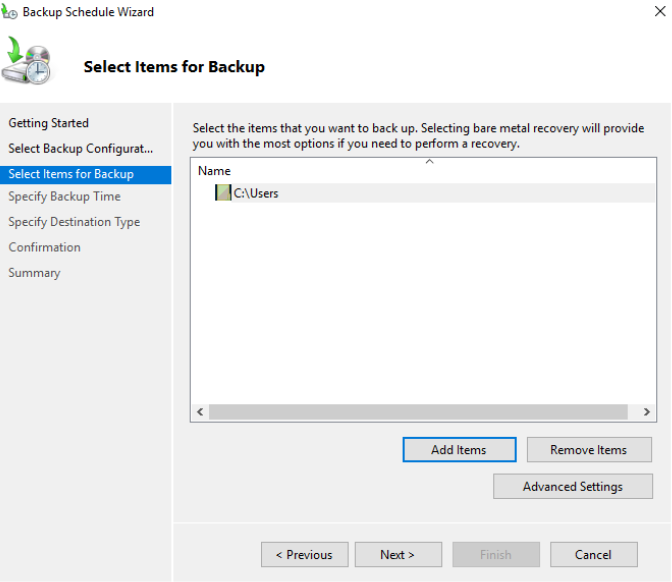 Backup Schedule Wizard
Select Items for Backup
Getting Started
Select Backup Configurat...
Select Items for Backup
Specify Backup Time
Specify Destination Type
Confirmation
Summary
Select the items that you want to back up. Selecting bare metal recovery will provide
you with the most options if you need to perform a recovery.
Name
C:\Users
Add Items
Remove Items
Advanced Settings
< Previous
Next >
Finish
Cancel